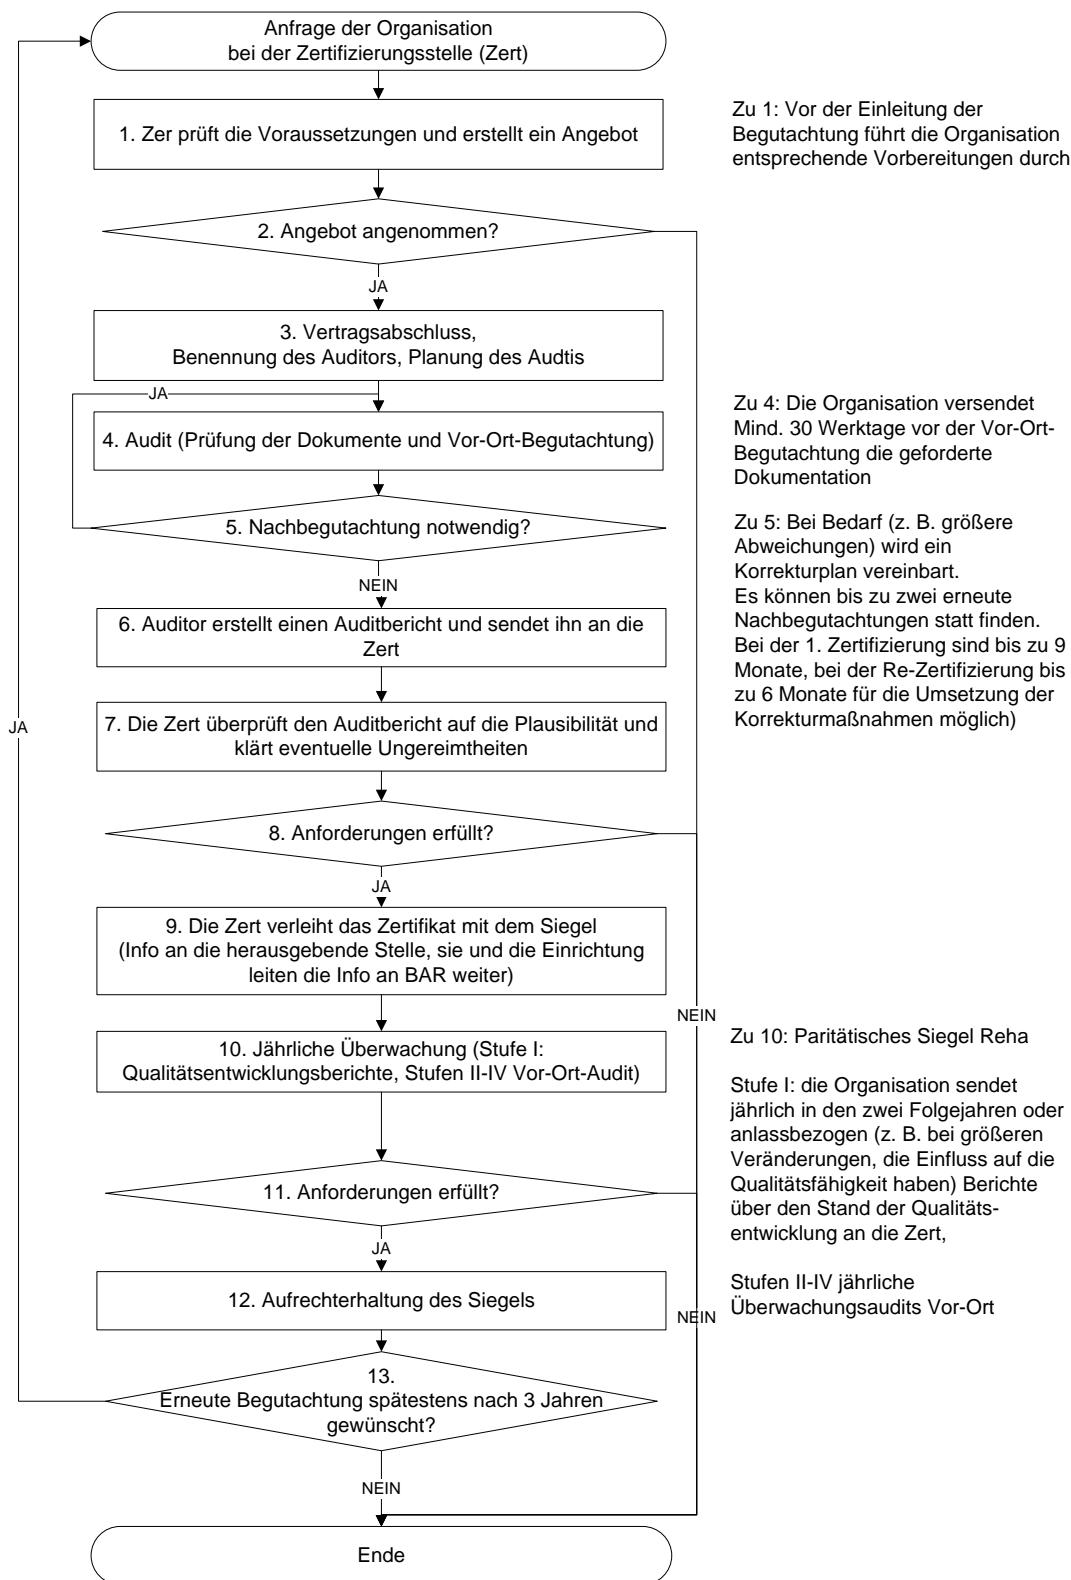 Anfrage der Organisation
bei der Zertifizierungsstelle (Zert)
1. Zer prüft die Voraussetzungen und erstellt ein Angebot
Zu 1: Vor der Einleitung der
Begutachtung führt die Organisation
entsprechende Vorbereitungen durch
2. Angebot angenommen?
JA
3. Vertragsabschluss,
Benennung des Auditors, Planung des Audtis
JA
4. Audit (Prüfung der Dokumente und Vor-Ort-Begutachtung)
Zu 4: Die Organisation versendet
Mind. 30 Werktage vor der Vor-Ort-
Begutachtung die geforderte
Dokumentation
5. Nachbegutachtung notwendig?
Zu 5: Bei Bedarf (z. B. größere
Abweichungen) wird ein
Korrekturplan vereinbart.
Es können bis zu zwei erneute
Nachbegutachtungen statt finden.
Bei der 1. Zertifizierung sind bis zu 9
Monate, bei der Re-Zertifizierung bis
zu 6 Monate für die Umsetzung der
Korrekturmaßnahmen möglich)
NEIN
6. Auditor erstellt einen Auditbericht und sendet ihn an die
Zert
7. Die Zert überprüft den Auditbericht auf die Plausibilität und
klärt eventuelle Ungereimtheiten
JA
8. Anforderungen erfüllt?
JA
9. Die Zert verleiht das Zertifikat mit dem Siegel
(Info an die herausgebende Stelle, sie und die Einrichtung
leiten die Info an BAR weiter)
NEIN
10. Jährliche Überwachung (Stufe I:
Qualitätsentwicklungsberichte, Stufen II-IV Vor-Ort-Audit)
Zu 10: Paritätisches Siegel Reha
Stufe I: die Organisation sendet
jährlich in den zwei Folgejahren oder
anlassbezogen (z. B. bei größeren
Veränderungen, die Einfluss auf die
Qualitätsfähigkeit haben) Berichte
über den Stand der Qualitäts-
entwicklung an die Zert,
Stufen II-IV jährliche
Überwachungsaudits Vor-Ort
11. Anforderungen erfüllt?
JA
12. Aufrechterhaltung des Siegels
NEIN
13.
Erneute Begutachtung spätestens nach 3 Jahren
gewünscht?
NEIN
Ende